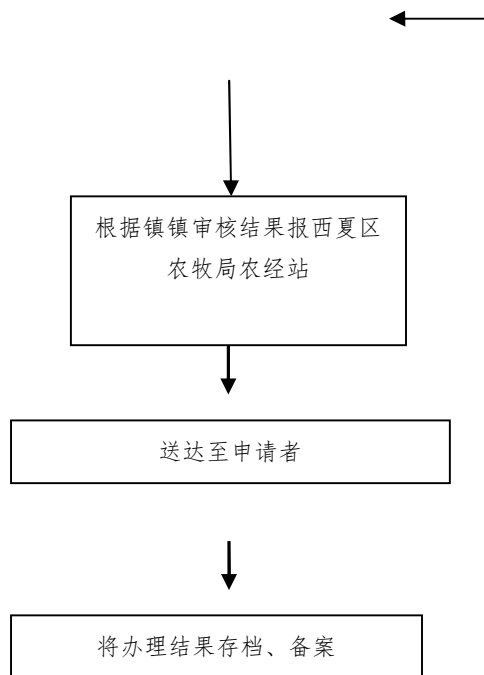 根据镇镇审核结果报西夏区
农牧局农经站
送达至申请者
将办理结果存档、备案